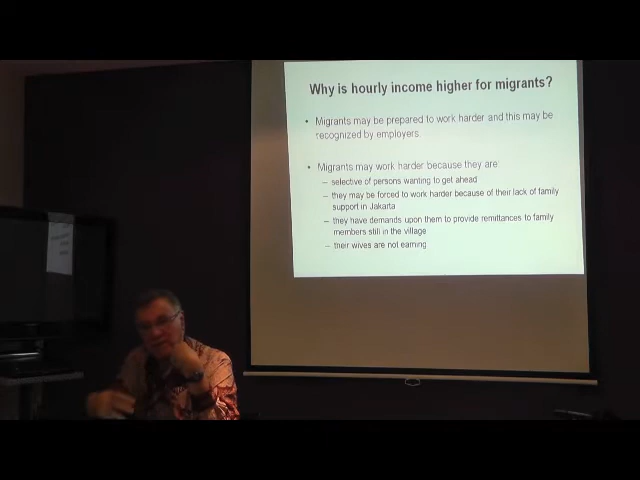 Why is hourly income higher for migrants?
• Migrants may be prepared to work harder and this may be
recognized by employers.
• Migrants may work harder because they are:
– selective of persons wanting to get ahead
– they may be forced to work harder because of their lack of family
support in Jakarta
– they have demands upon them to provide remittances to family
members still in the village
– their wives are not earning